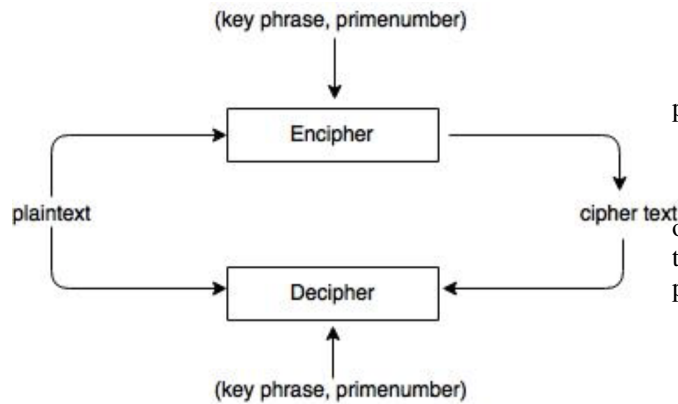 (key phrase, primenumber)
Encipher
plaintext
cipher text
Decipher
(key phrase, primenumber)